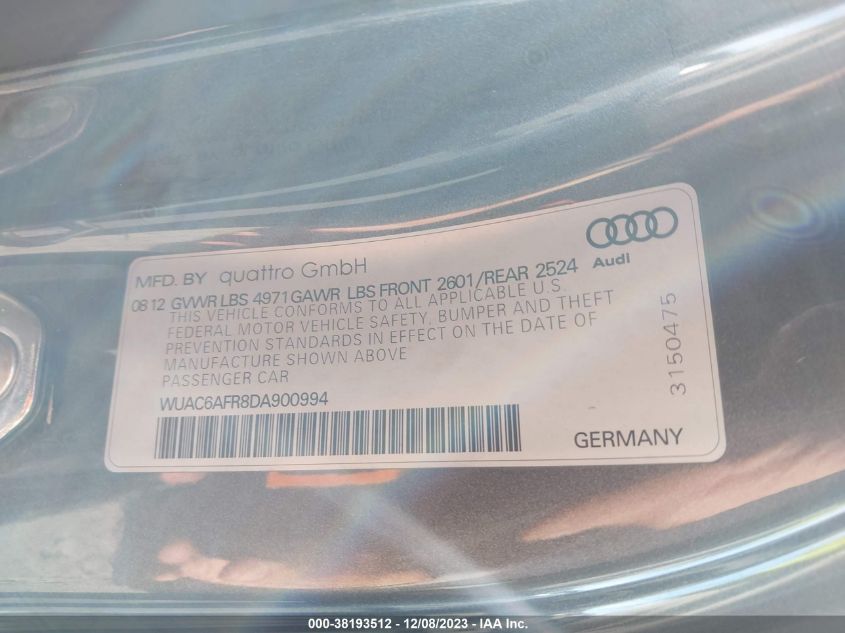 MFD. BY quattro GmbH
Audi
0812 GVWR LBS 4971 GAWR LBS FRONT 2601/REAR 2524
THIS VEHICLE CONFORMS TO ALL APPLICABLE U.S.
FEDERAL MOTOR VEHICLE SAFETY, BUMPER AND THEFT
PREVENTION STANDARDS IN EFFECT ON THE DATE OF
MANUFACTURE SHOWN ABOVE
PASSENGER CAR
WUAC6AFR8DA900994
GERMANY
3150475
000-38193512 - 12/08/2023 - © IAA Inc.